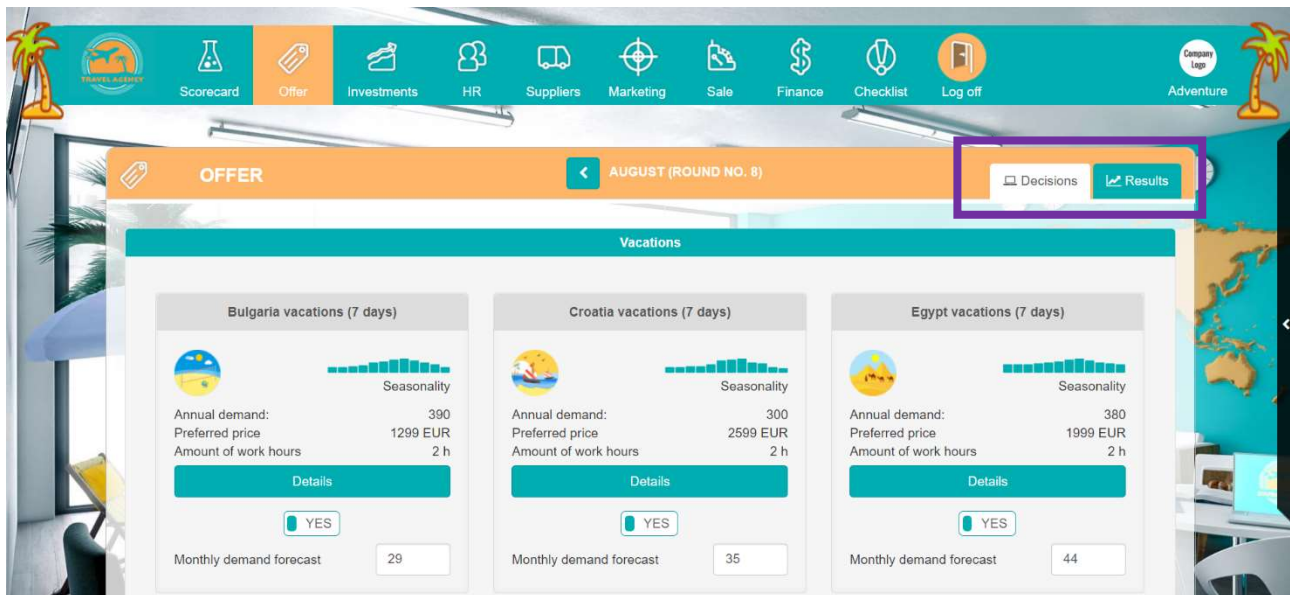 TRAVEL AGENCY
Scorecard
Offer
Investments
HR
Suppliers
Marketing
Sale
Finance
Checklist
Log off
Company
Logo
Adventure
OFFER
AUGUST (ROUND NO. 8)
Decisions
Results
Vacations
Bulgaria vacations (7 days)
Seasonality
Annual demand: 390
Preferred price 1299 EUR
Amount of work hours 2 h
Details
YES
Monthly demand forecast 29
Croatia vacations (7 days)
Seasonality
Annual demand: 300
Preferred price 2599 EUR
Amount of work hours 2 h
Details
YES
Monthly demand forecast 35
Egypt vacations (7 days)
Seasonality
Annual demand: 380
Preferred price 1999 EUR
Amount of work hours 2 h
Details
YES
Monthly demand forecast 44